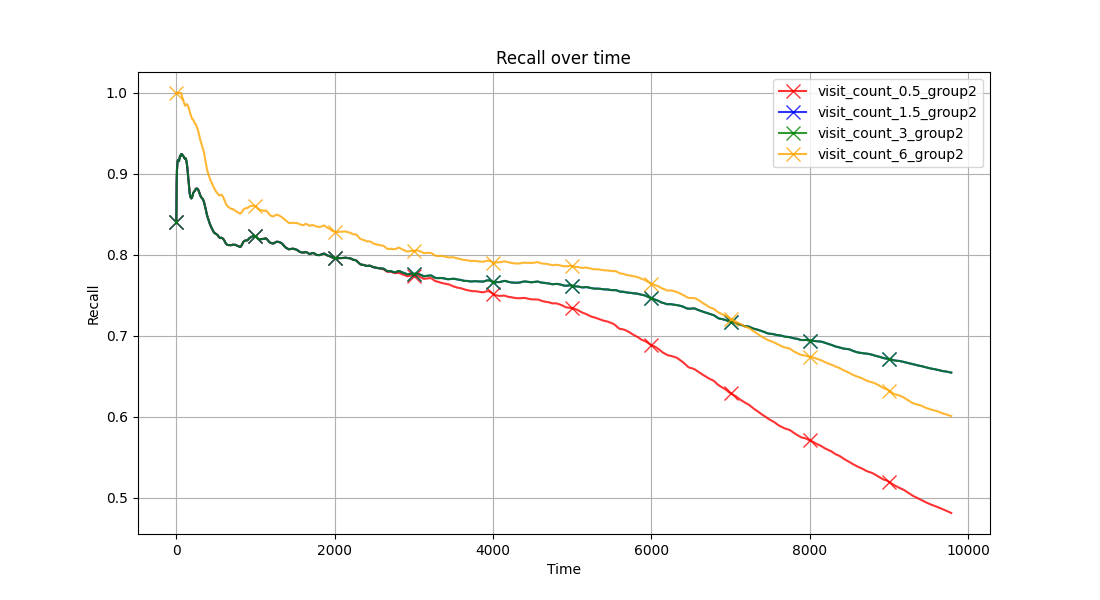 Recall over time
visit_count_0.5_group2
visit_count_1.5_group2
visit_count_3_group2
visit_count_6_group2
Recall
1.0
0.9
0.8
0.7
0.6
0.5
0
2000
4000
6000
8000
10000
Time